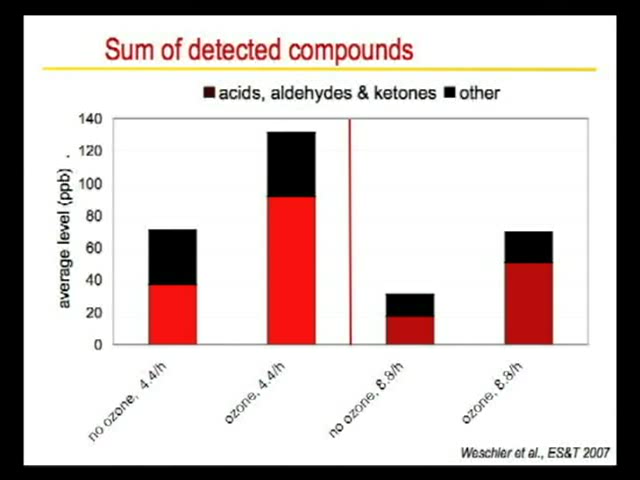 Sum of detected compounds
acids, aldehydes & ketones other
140
120
100
80
60
40
20
0
average level (ppb)
no ozone, 4.4/h
ozone, 4.4/h
no ozone, 8.8/h
ozone, 8.8/h
Weschler et al., ES&T 2007